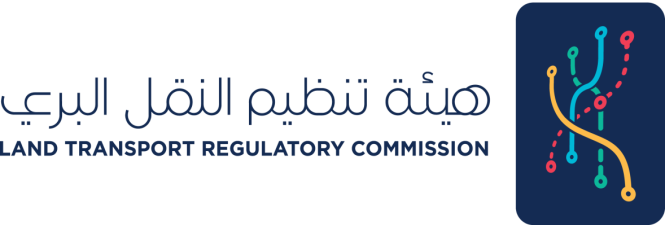 هيئة تنظيم النقل البري
LAND TRANSPORT REGULATORY COMMISSION